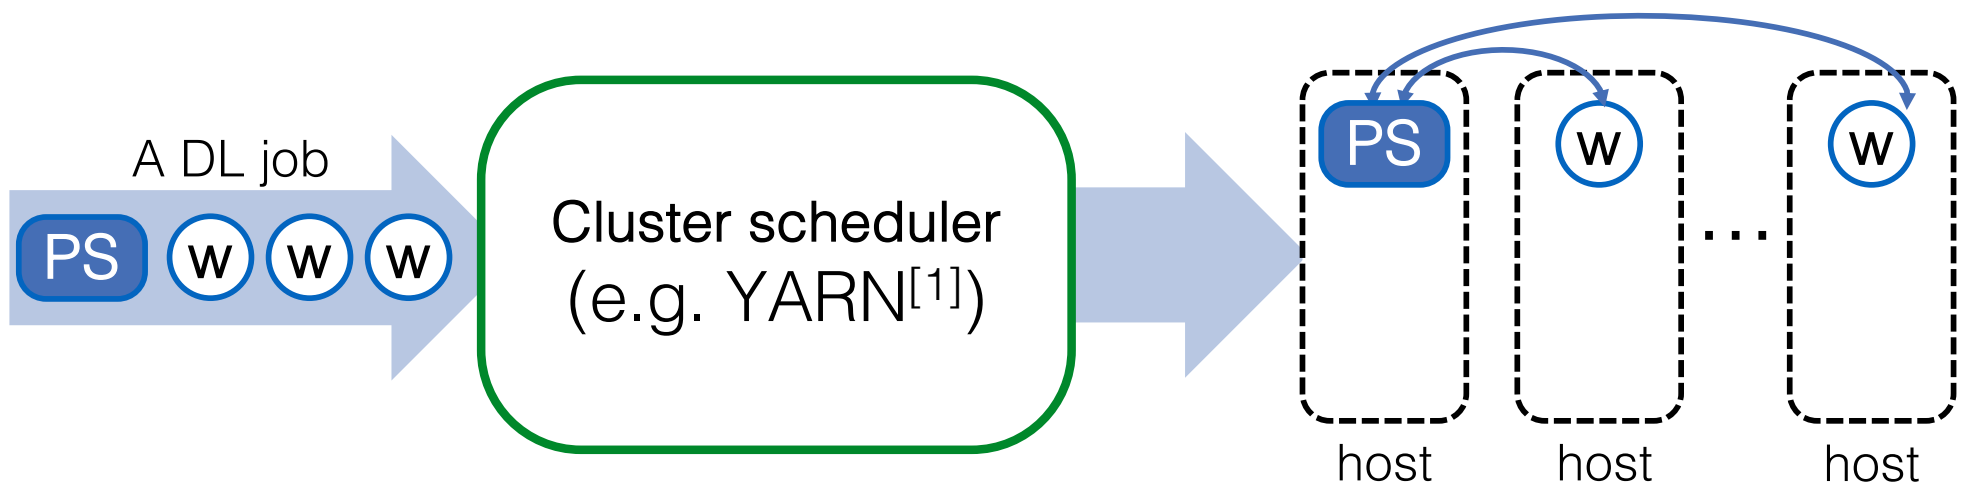 A DL job
PS w w w
Cluster scheduler
(e.g. YARN[1])
PS w ... w
host host host